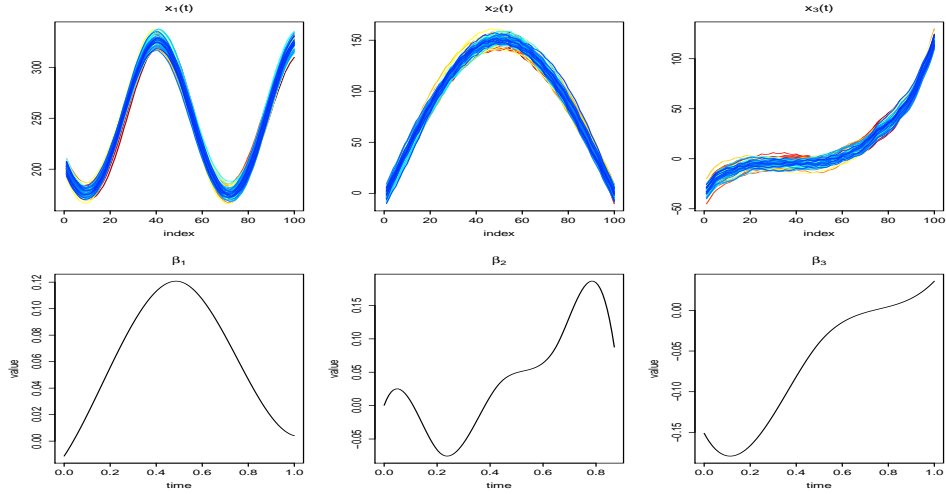 x₁(t)
300
250
200
0 20 40 60 80 100
index
x₂(t)
150
100
50
0
0 20 40 60 80 100
index
x₃(t)
100
50
0
-50
0 20 40 60 80 100
index
β₁
value
0.12
0.10
0.08
0.06
0.04
0.02
0.00
0.0 0.2 0.4 0.6 0.8 1.0
time
β₂
value
0.15
0.10
0.05
0.00
-0.05
0.0 0.2 0.4 0.6 0.8
time
β₃
value
0.00
-0.05
-0.10
-0.15
0.0 0.2 0.4 0.6 0.8 1.0
time